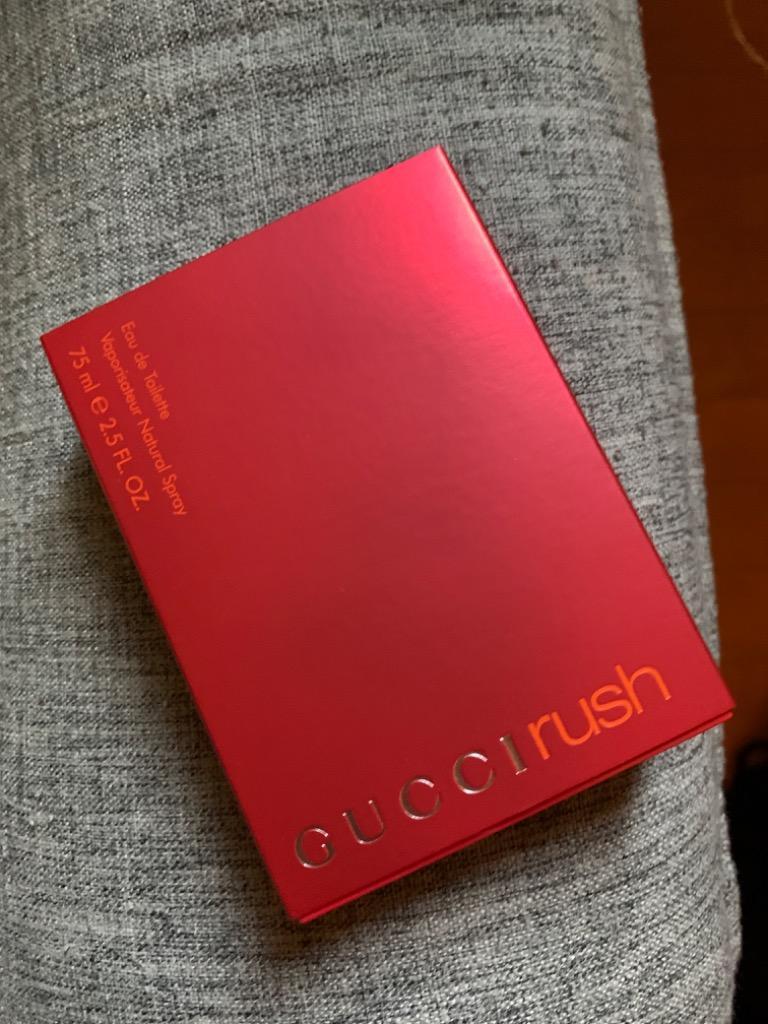 Eau de Toilette
Vaporisateur Natural Spray
75 ml e 2.5 FL. OZ.
GUCCI rush